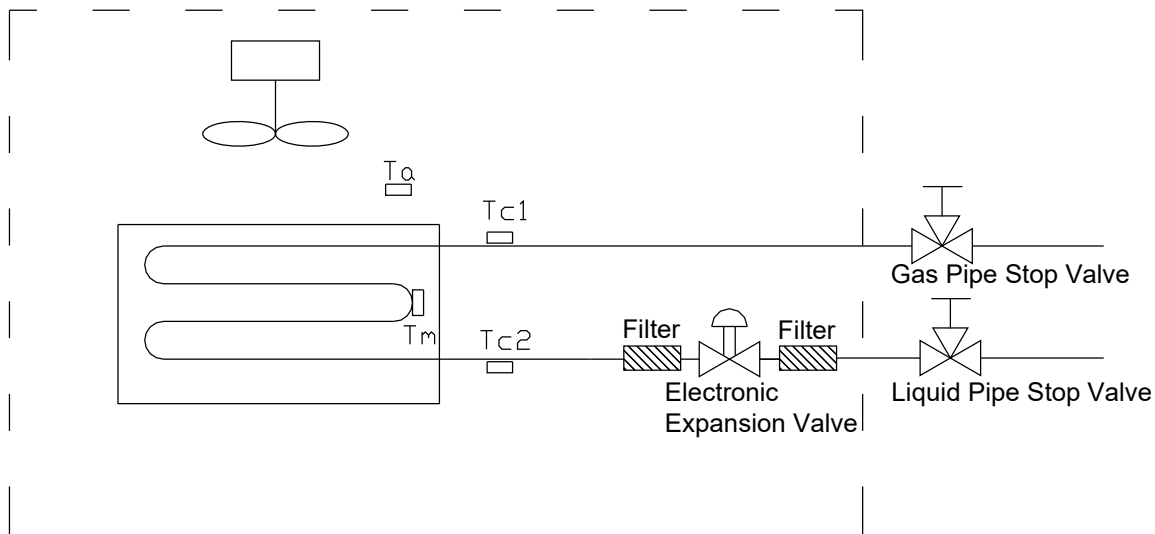 Ta
Tc1
Gas Pipe Stop Valve
Filter
Filter
Tm
Tc2
Electronic
Expansion Valve
Liquid Pipe Stop Valve